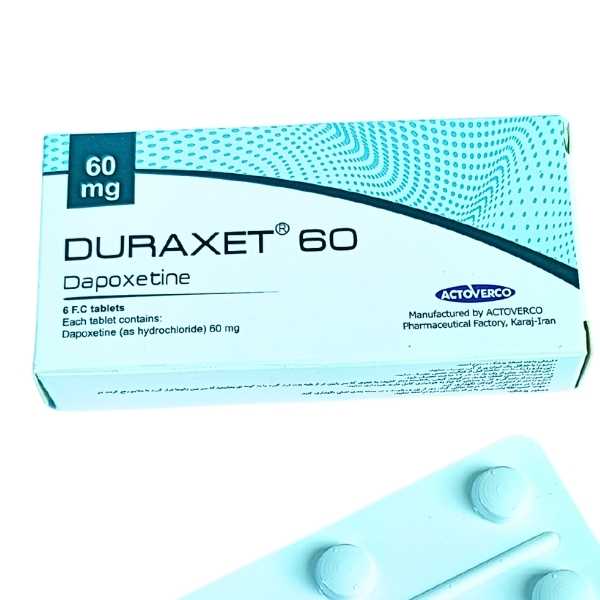 60
mg
DURAXET® 60
Dapoxetine
6 F.C tablets
Each tablet contains:
Dapoxetine (as hydrochloride) 60 mg
ACTOVERCO
Manufactured by ACTOVERCO
Pharmaceutical Factory, Karaj-Iran